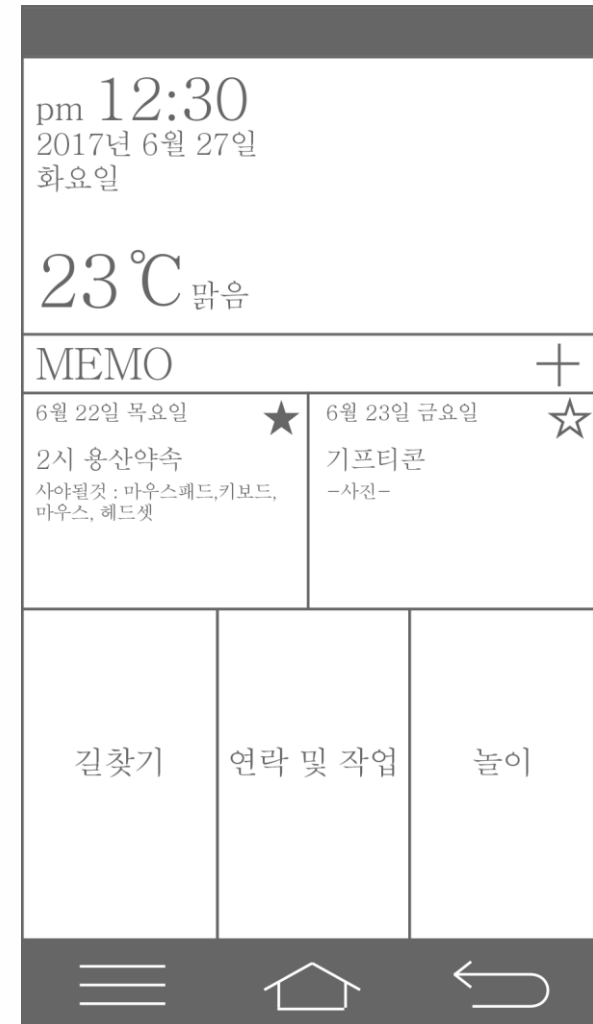 pm 12:30
2017년 6월 27일
화요일
23℃ 맑음
MEMO
6월 22일 목요일
2시 용산약속
사야될것 : 마우스패드,키보드,
마우스, 헤드셋
6월 23일 금요일
기프티콘
-사진-
길찾기
연락 및 작업
놀이